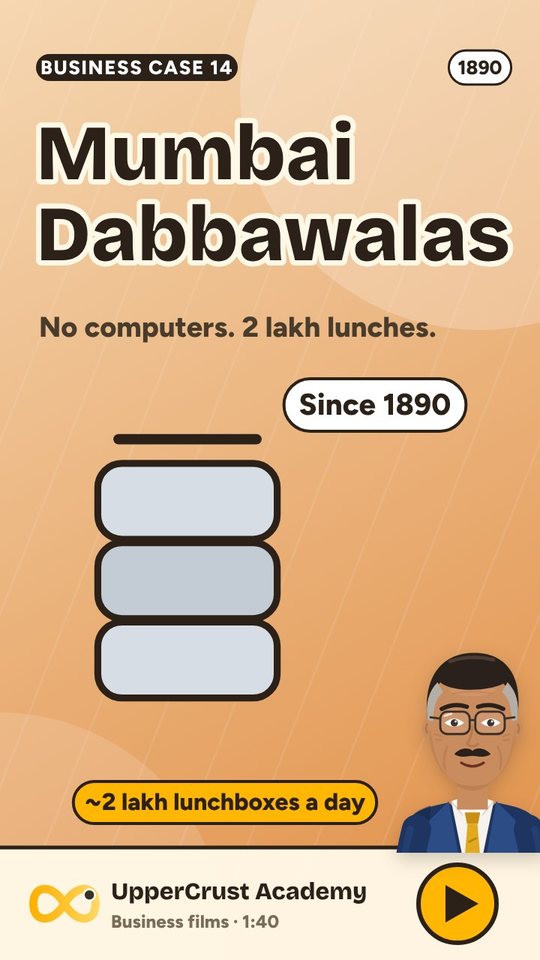 BUSINESS CASE 14
1890
Mumbai
Dabbawalas
No computers. 2 lakh lunches.
Since 1890
~2 lakh lunchboxes a day
UpperCrust Academy
Business films · 1:40